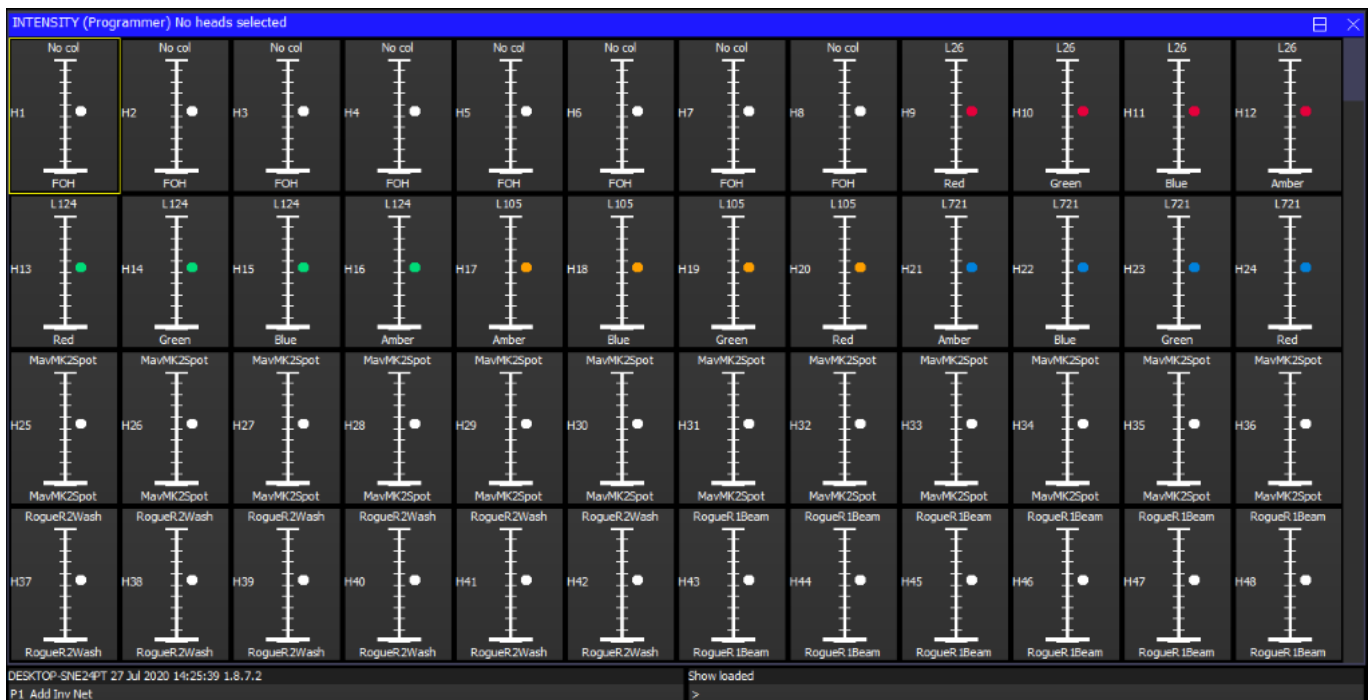 INTENSITY (Programmer) No heads selected
No col No col No col No col No col No col No col No col L26 L26 L26 L26
H1 H2 H3 H4 H5 H6 H7 H8 H9 H10 H11 H12
FOH FOH FOH FOH FOH FOH FOH FOH Red Green Blue Amber
L124 L124 L124 L124 L105 L105 L105 L105 L721 L721 L721 L721
H13 H14 H15 H16 H17 H18 H19 H20 H21 H22 H23 H24
Red Green Blue Amber Amber Blue Green Red Amber Blue Green Red
MavMK2Spot MavMK2Spot MavMK2Spot MavMK2Spot MavMK2Spot MavMK2Spot MavMK2Spot MavMK2Spot MavMK2Spot MavMK2Spot MavMK2Spot MavMK2Spot
H25 H26 H27 H28 H29 H30 H31 H32 H33 H34 H35 H36
MavMK2Spot MavMK2Spot MavMK2Spot MavMK2Spot MavMK2Spot MavMK2Spot MavMK2Spot MavMK2Spot MavMK2Spot MavMK2Spot MavMK2Spot MavMK2Spot
RogueR2Wash RogueR2Wash RogueR2Wash RogueR2Wash RogueR2Wash RogueR2Wash RogueR1Beam RogueR1Beam RogueR1Beam RogueR1Beam RogueR1Beam RogueR1Beam
H37 H38 H39 H40 H41 H42 H43 H44 H45 H46 H47 H48
RogueR2Wash RogueR2Wash RogueR2Wash RogueR2Wash RogueR2Wash RogueR2Wash RogueR1Beam RogueR1Beam RogueR1Beam RogueR1Beam RogueR1Beam RogueR1Beam
DESKTOP-SNE24PT 27 Jul 2020 14:25:39 1.8.7.2 Show loaded
P1 Add Inv Net >